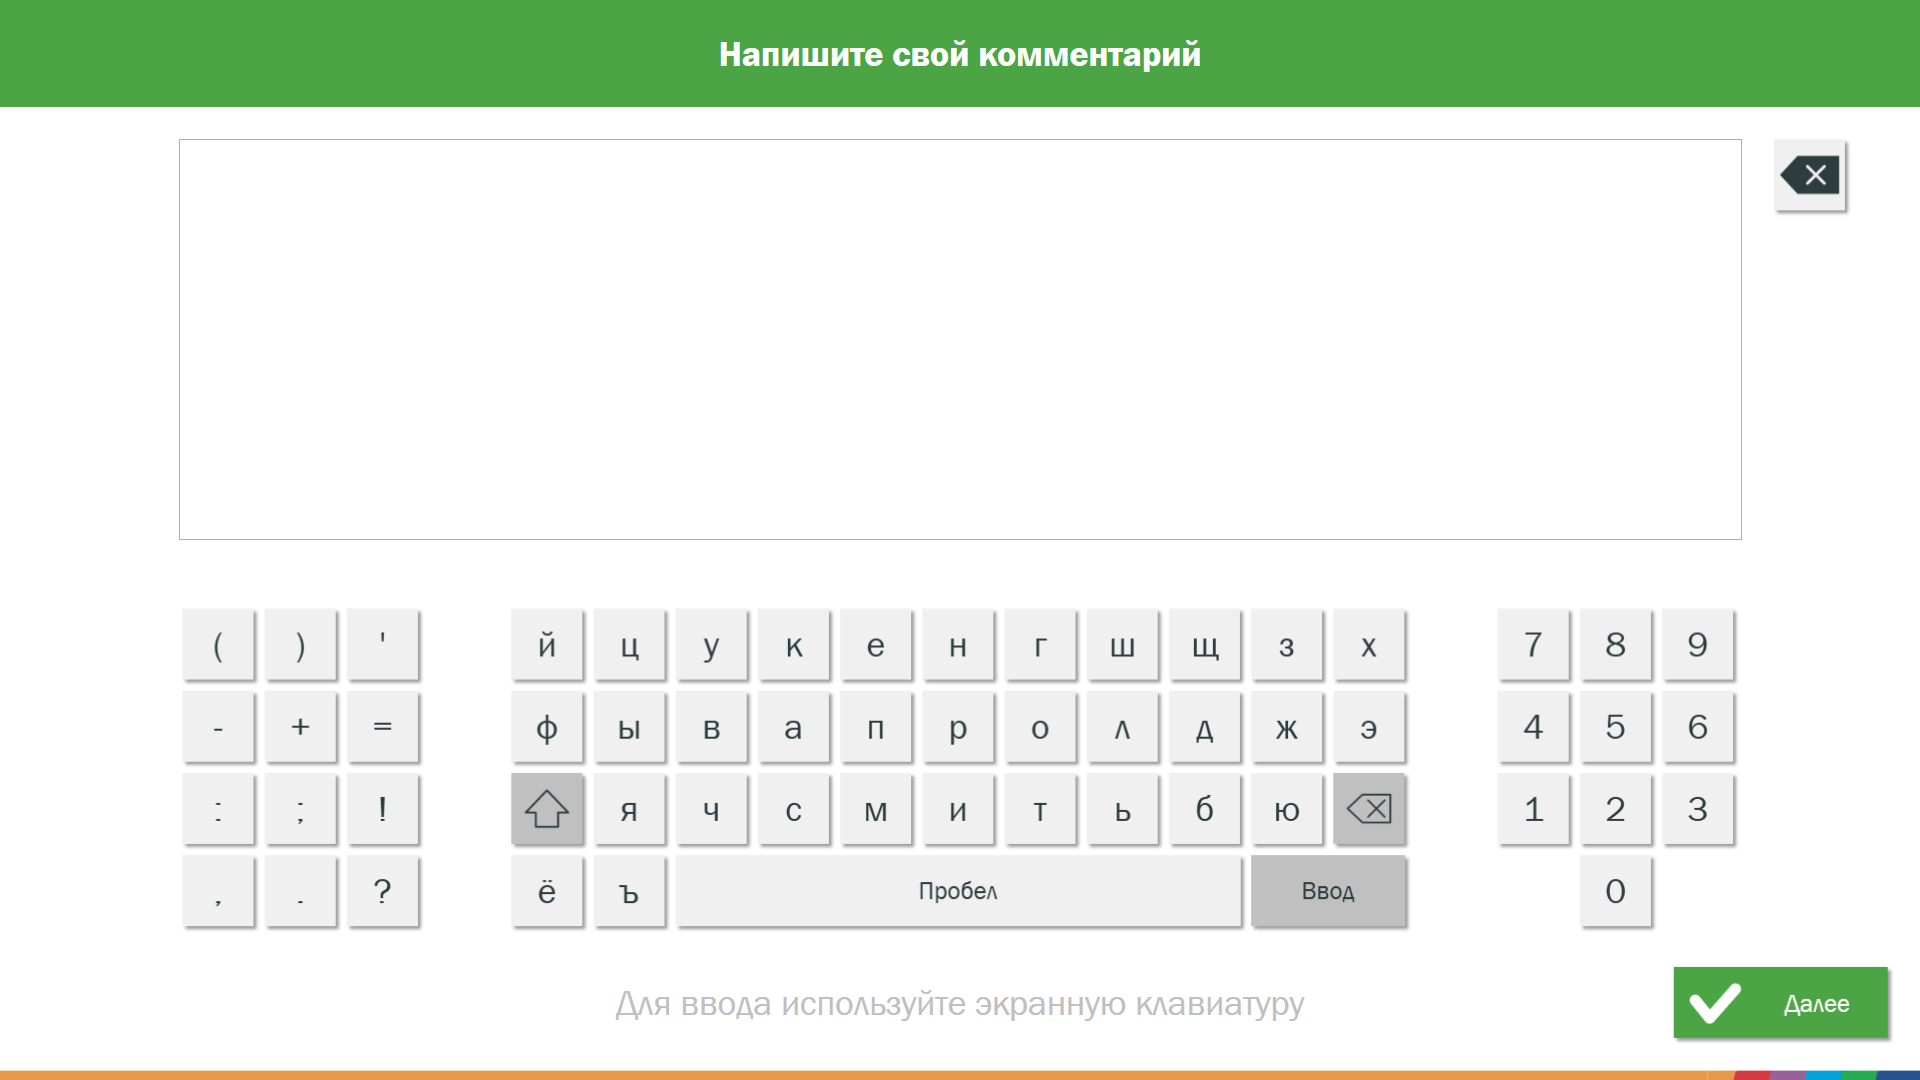 Напишите свой комментарий
( ) ' й ц у к е н г ш щ з х 7 8 9
- + = ф ы в а п р о л д ж э 4 5 6
: ; ! я ч с м и т ь б ю 1 2 3
, . ? ё ъ Пробел Ввод 0
Для ввода используйте экранную клавиатуру
Далее